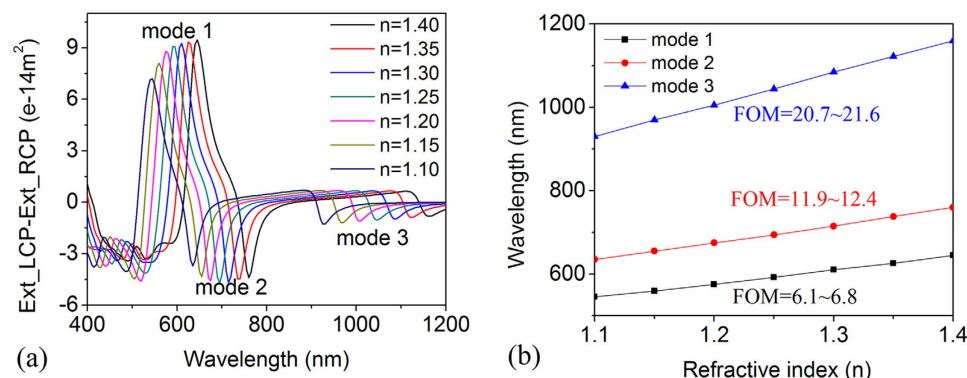 mode 1
n=1.40
n=1.35
n=1.30
n=1.25
n=1.20
n=1.15
n=1.10
mode 2
mode 3
Ext_LCP-Ext_RCP (e-14m²)
9
6
3
0
-3
-6
400 600 800 1000 1200
Wavelength (nm)
(a)
mode 1
mode 2
mode 3
FOM=20.7~21.6
FOM=11.9~12.4
FOM=6.1~6.8
Wavelength (nm)
1000
800
600
1.1 1.2 1.3 1.4
Refractive index (n)
(b)